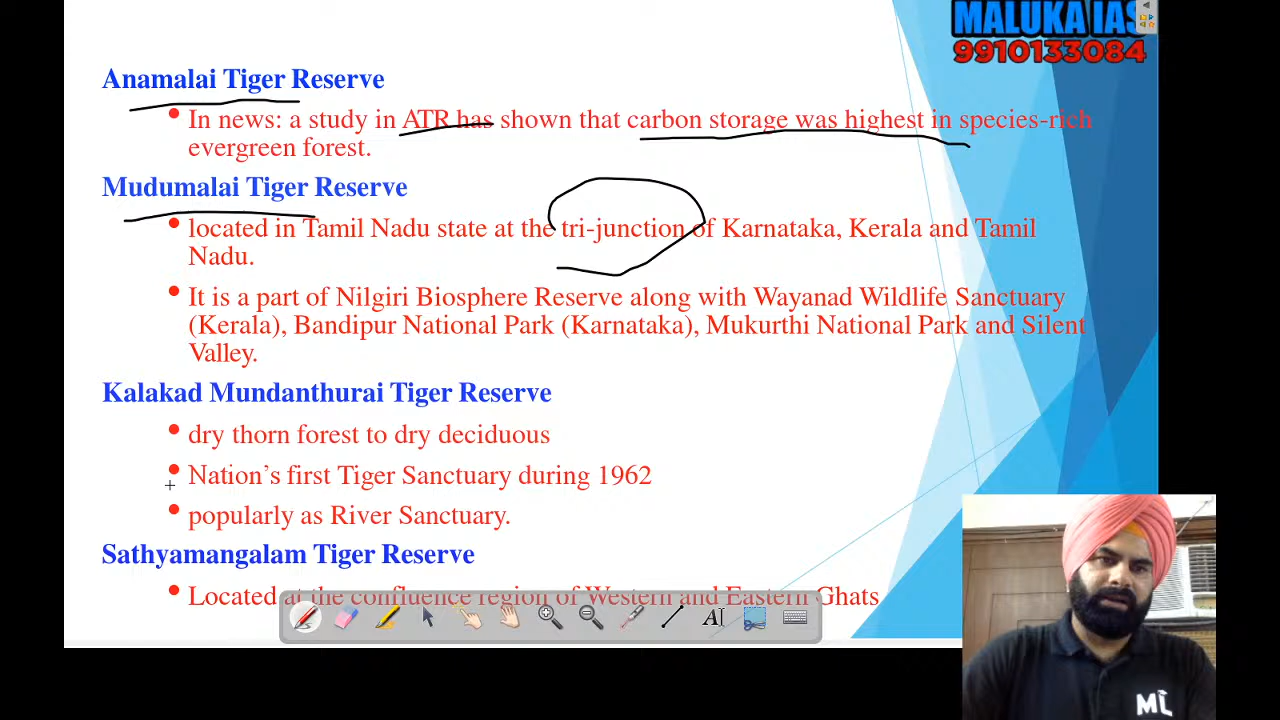 MALUKA IAS
9910133084
Anamalai Tiger Reserve
• In news: a study in ATR has shown that carbon storage was highest in species-rich
evergreen forest.
Mudumalai Tiger Reserve
• located in Tamil Nadu state at the tri-junction of Karnataka, Kerala and Tamil
Nadu.
• It is a part of Nilgiri Biosphere Reserve along with Wayanad Wildlife Sanctuary
(Kerala), Bandipur National Park (Karnataka), Mukurthi National Park and Silent
Valley.
Kalakad Mundanthurai Tiger Reserve
• dry thorn forest to dry deciduous
• Nation's first Tiger Sanctuary during 1962
• popularly as River Sanctuary.
Sathyamangalam Tiger Reserve
• Located at the confluence region of Western and Eastern Ghats
AI
ML